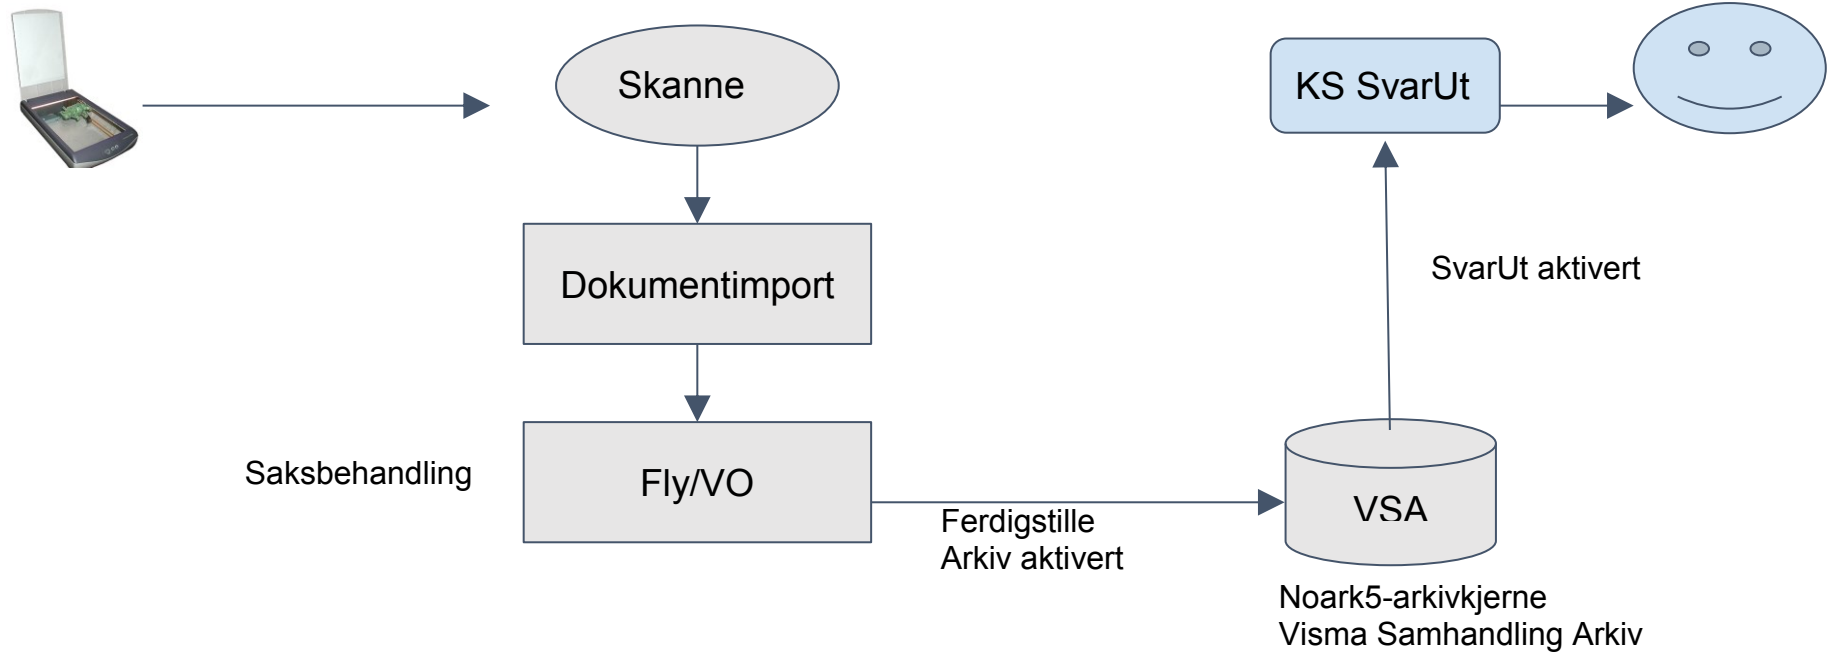 Skanne
KS SvarUt
Dokumentimport
SvarUt aktivert
Saksbehandling
Fly/VO
Ferdigstille
Arkiv aktivert
VSA
Noark5-arkivkjerne
Visma Samhandling Arkiv